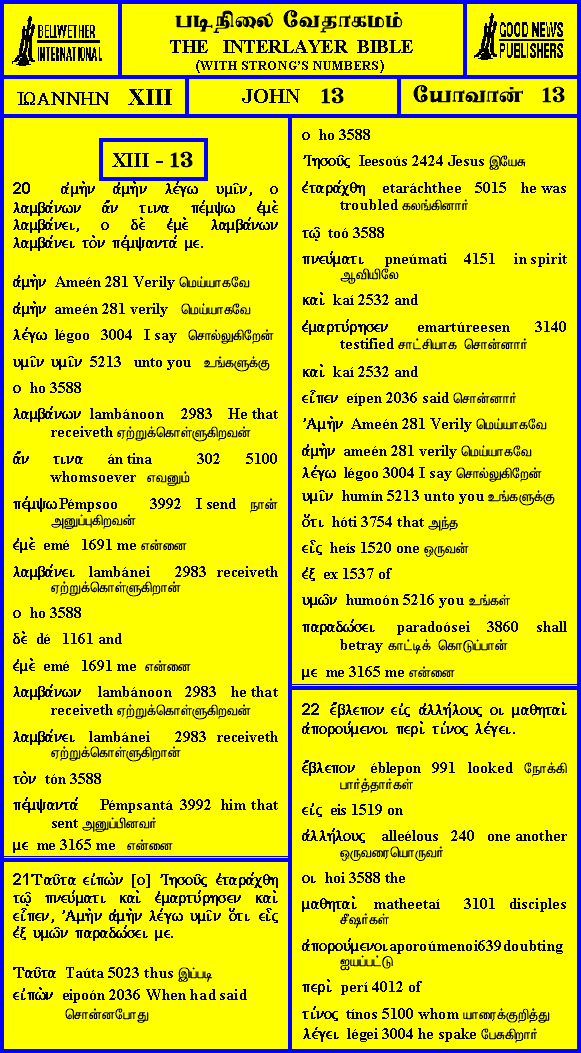 BELLWETHER
INTERNATIONAL
படிநிலை வேதாகமம்
THE INTERLAYER BIBLE
(WITH STRONG'S NUMBERS)
GOOD NEWS
PUBLISHERS
ΙΩΑΝΝΗΝ XIII
JOHN 13
யோவான் 13
XIII - 13
20 ἀμὴν ἀμὴν λέγω υμῖν, ο
λαμβάνων ἄν τινα πέμψω ἐμὲ
λαμβάνει, ο δὲ ἐμὲ λαμβάνων
λαμβάνει τὸν πέμψαντά με.
ἀμὴν Ameén 281 Verily மெய்யாகவே
ἀμὴν ameén 281 verily மெய்யாகவே
λέγω légoo 3004 I say சொல்லுகிறேன்
υμῖν υμῖν 5213 unto you உங்களுக்கு
ο ho 3588
λαμβάνων lambánoon 2983 He that
receiveth ஏற்றுக்கொள்ளுகிறவன்
ἄν τινα án tina 302 5100
whomsoever எவனும்
πέμψω Pémpsoo 3992 I send நான்
அனுப்புகிறவன்
ἐμὲ emé 1691 me என்னை
λαμβάνει lambánei 2983 receiveth
ஏற்றுக்கொள்ளுகிறான்
ο ho 3588
δὲ dé 1161 and
ἐμὲ emé 1691 me என்னை
λαμβάνων lambánoon 2983 he that
receiveth ஏற்றுக்கொள்ளுகிறவன்
λαμβάνει lambánei 2983 receiveth
ஏற்றுக்கொள்ளுகிறான்
τὸν tón 3588
πέμψαντά Pémpsantá 3992 him that
sent அனுப்பினவர்
με me 3165 me என்னை
21Ταῦτα εἰπὼν [ο] Ἰησοῦς ἐταράχθη
τῷ πνεύματι καὶ ἐμαρτύρησεν καὶ
εἶπεν, Ἀμὴν ἀμὴν λέγω υμῖν ὅτι εἷς
ἐξ υμῶν παραδώσει με.
Ταῦτα Taúta 5023 thus இப்படி
εἰπὼν eipoón 2036 When had said
சொன்னபோது
ο ho 3588
Ἰησοῦς Ieesoús 2424 Jesus இயேசு
ἐταράχθη etaráchthee 5015 he was
troubled கலங்கினார்
τῷ toó 3588
πνεύματι pneúmati 4151 in spirit
ஆவியிலே
καὶ kaí 2532 and
ἐμαρτύρησεν emartúreesen 3140
testified சாட்சியாக சொன்னார்
καὶ kaí 2532 and
εἶπεν eípen 2036 said சொன்னார்
Ἀμὴν Ameén 281 Verily மெய்யாகவே
ἀμὴν ameén 281 verily மெய்யாகவே
λέγω légoo 3004 I say சொல்லுகிறேன்
υμῖν humín 5213 unto you உங்களுக்கு
ὅτι hóti 3754 that அந்த
εἷς heís 1520 one ஒருவன்
ἐξ ex 1537 of
υμῶν humoón 5216 you உங்கள்
παραδώσει paradoósei 3860 shall
betray காட்டிக் கொடுப்பான்
με me 3165 me என்னை
22 ἔβλεπον εἰς ἀλλήλους οι μαθηταὶ
ἀπορούμενοι περὶ τίνος λέγει.
ἔβλεπον éblepon 991 looked நோக்கி
பார்த்தார்கள்
εἰς eis 1519 on
ἀλλήλους alleélous 240 one another
ஒருவரையொருவர்
οι hoi 3588 the
μαθηταὶ matheetaí 3101 disciples
சீஷர்கள்
ἀπορούμενοι aporoúmenoi639 doubting
ஐயப்பட்டு
περὶ perí 4012 of
τίνος tínos 5100 whom யாரைக்குறித்து
λέγει légei 3004 he spake பேசுகிறார்